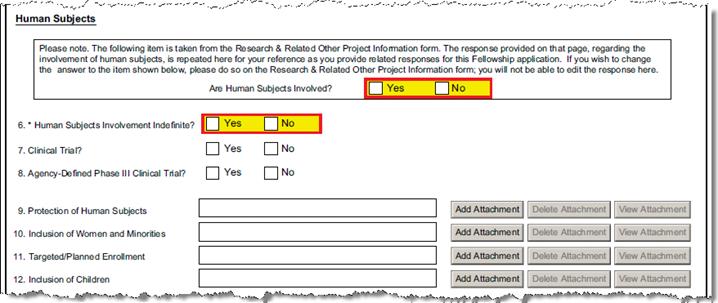 Human Subjects
Please note. The following item is taken from the Research & Related Other Project Information form. The response provided on that page, regarding the
involvement of human subjects, is repeated here for your reference as you provide related responses for this Fellowship application. If you wish to
change the answer to the item shown below, please do so on the Research & Related Other Project Information form; you will not be able to edit the response here.
Are Human Subjects Involved? Yes No
6. * Human Subjects Involvement Indefinite? Yes No
7. Clinical Trial? Yes No
8. Agency-Defined Phase III Clinical Trial? Yes No
9. Protection of Human Subjects Add Attachment Delete Attachment View Attachment
10. Inclusion of Women and Minorities Add Attachment Delete Attachment View Attachment
11. Targeted/Planned Enrollment Add Attachment Delete Attachment View Attachment
12. Inclusion of Children Add Attachment Delete Attachment View Attachment